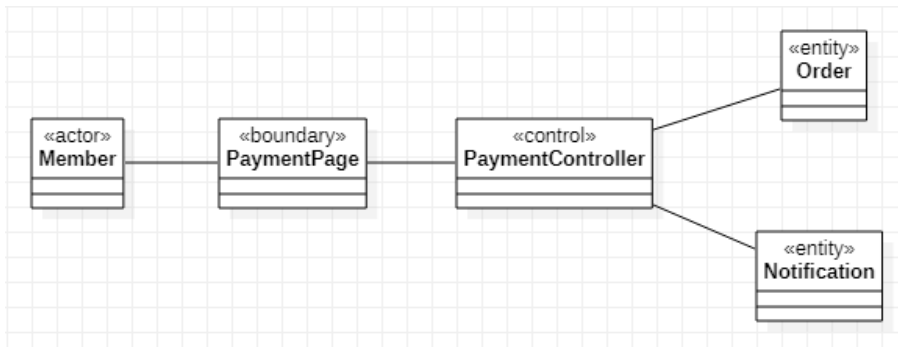 «entity»
Order
«actor»
Member
«boundary»
PaymentPage
«control»
PaymentController
«entity»
Notification